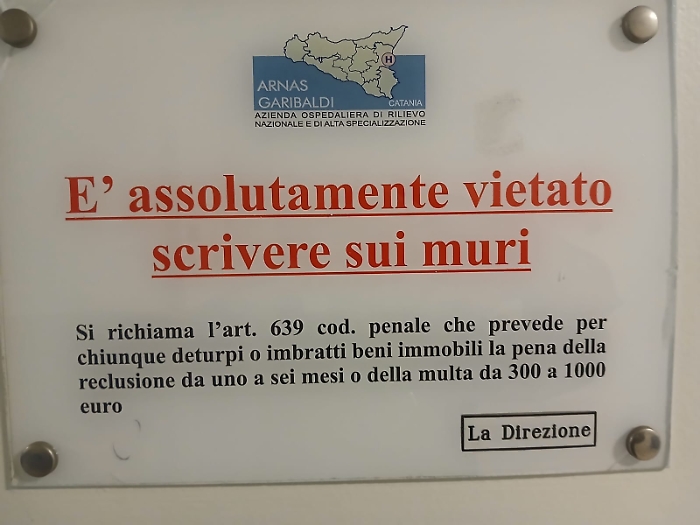 H
ARNAS
GARIBALDI
CATANIA
AZIENDA OSPEDALIERA DI RILIEVO
NAZIONALE E DI ALTA SPECIALIZZAZIONE
E’ assolutamente vietato
scrivere sui muri
Si richiama l’art. 639 cod. penale che prevede per
chiunque deturpi o imbratti beni immobili la pena della
reclusione da uno a sei mesi o della multa da 300 a 1000
euro
La Direzione